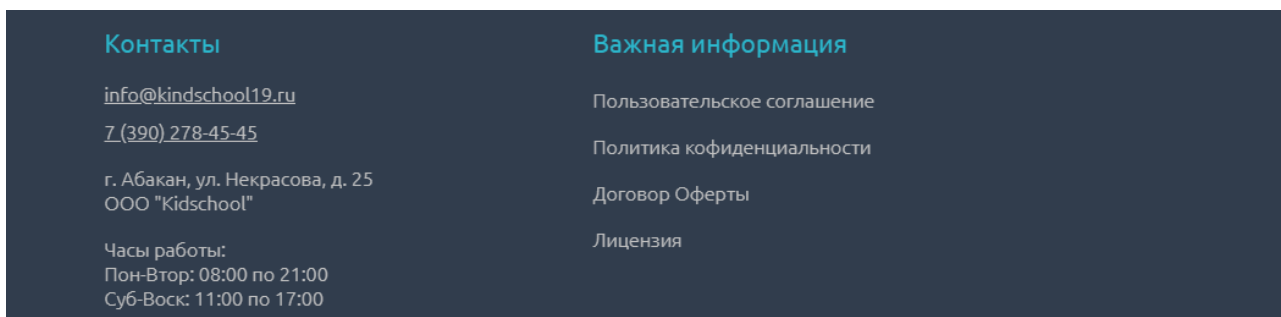 Контакты
info@kindschool19.ru
7 (390) 278-45-45
г. Абакан, ул. Некрасова, д. 25
ООО "Kidschool"
Часы работы:
Пон-Втор: 08:00 по 21:00
Суб-Воск: 11:00 по 17:00
Важная информация
Пользовательское соглашение
Политика кофиденциальности
Договор Оферты
Лицензия